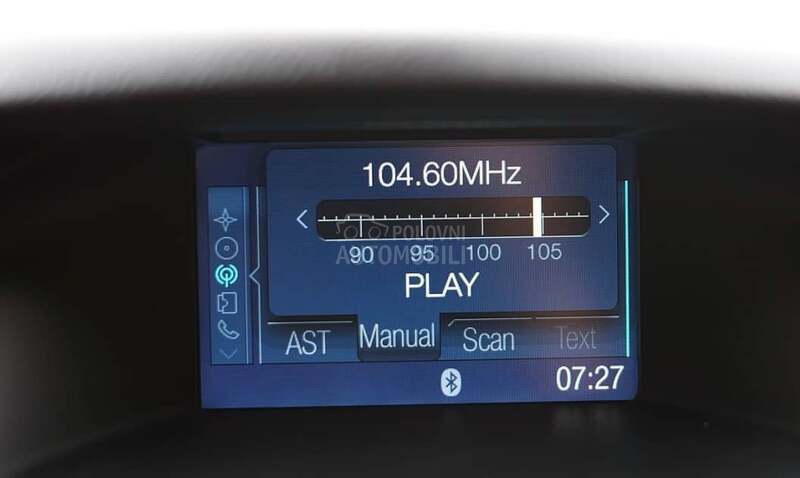 104.60MHz
90 95 100 105
POLOVNI
AUTOMOBILI
PLAY
AST Manual Scan Text
07:27